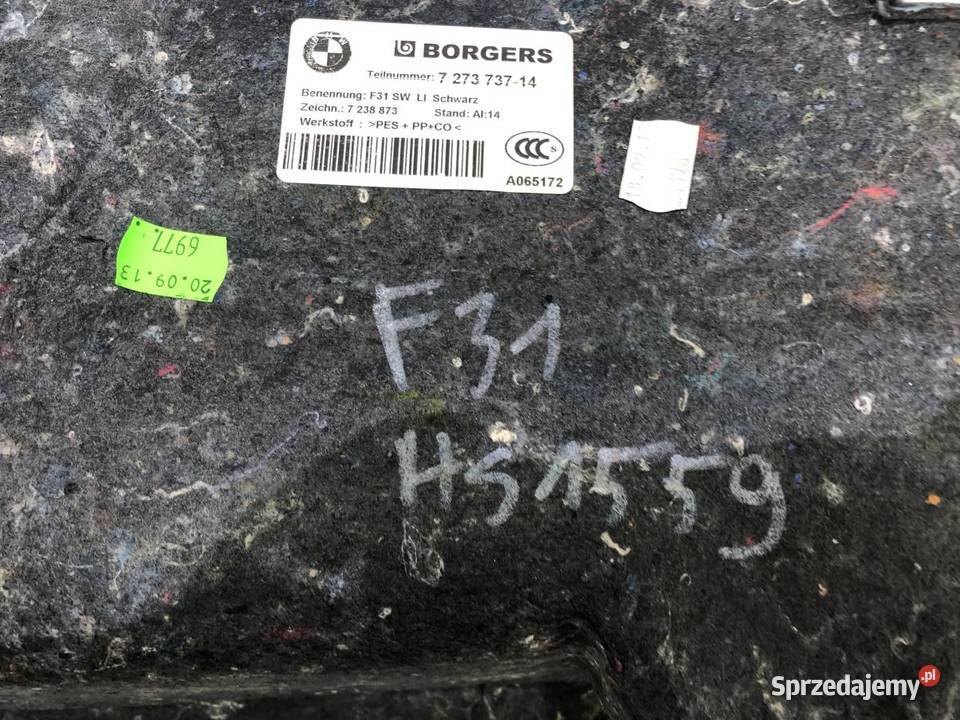 BORGERS
Teilnummer: 7 273 737-14
Benennung: F31 SW LI Schwarz
Zeichn.: 7 238 873 Stand: AI:14
Werkstoff : >PES + PP+CO<
CCC S
A065172
6977.
20.09.13
F31
HS1559
Sprzedajemy.pl